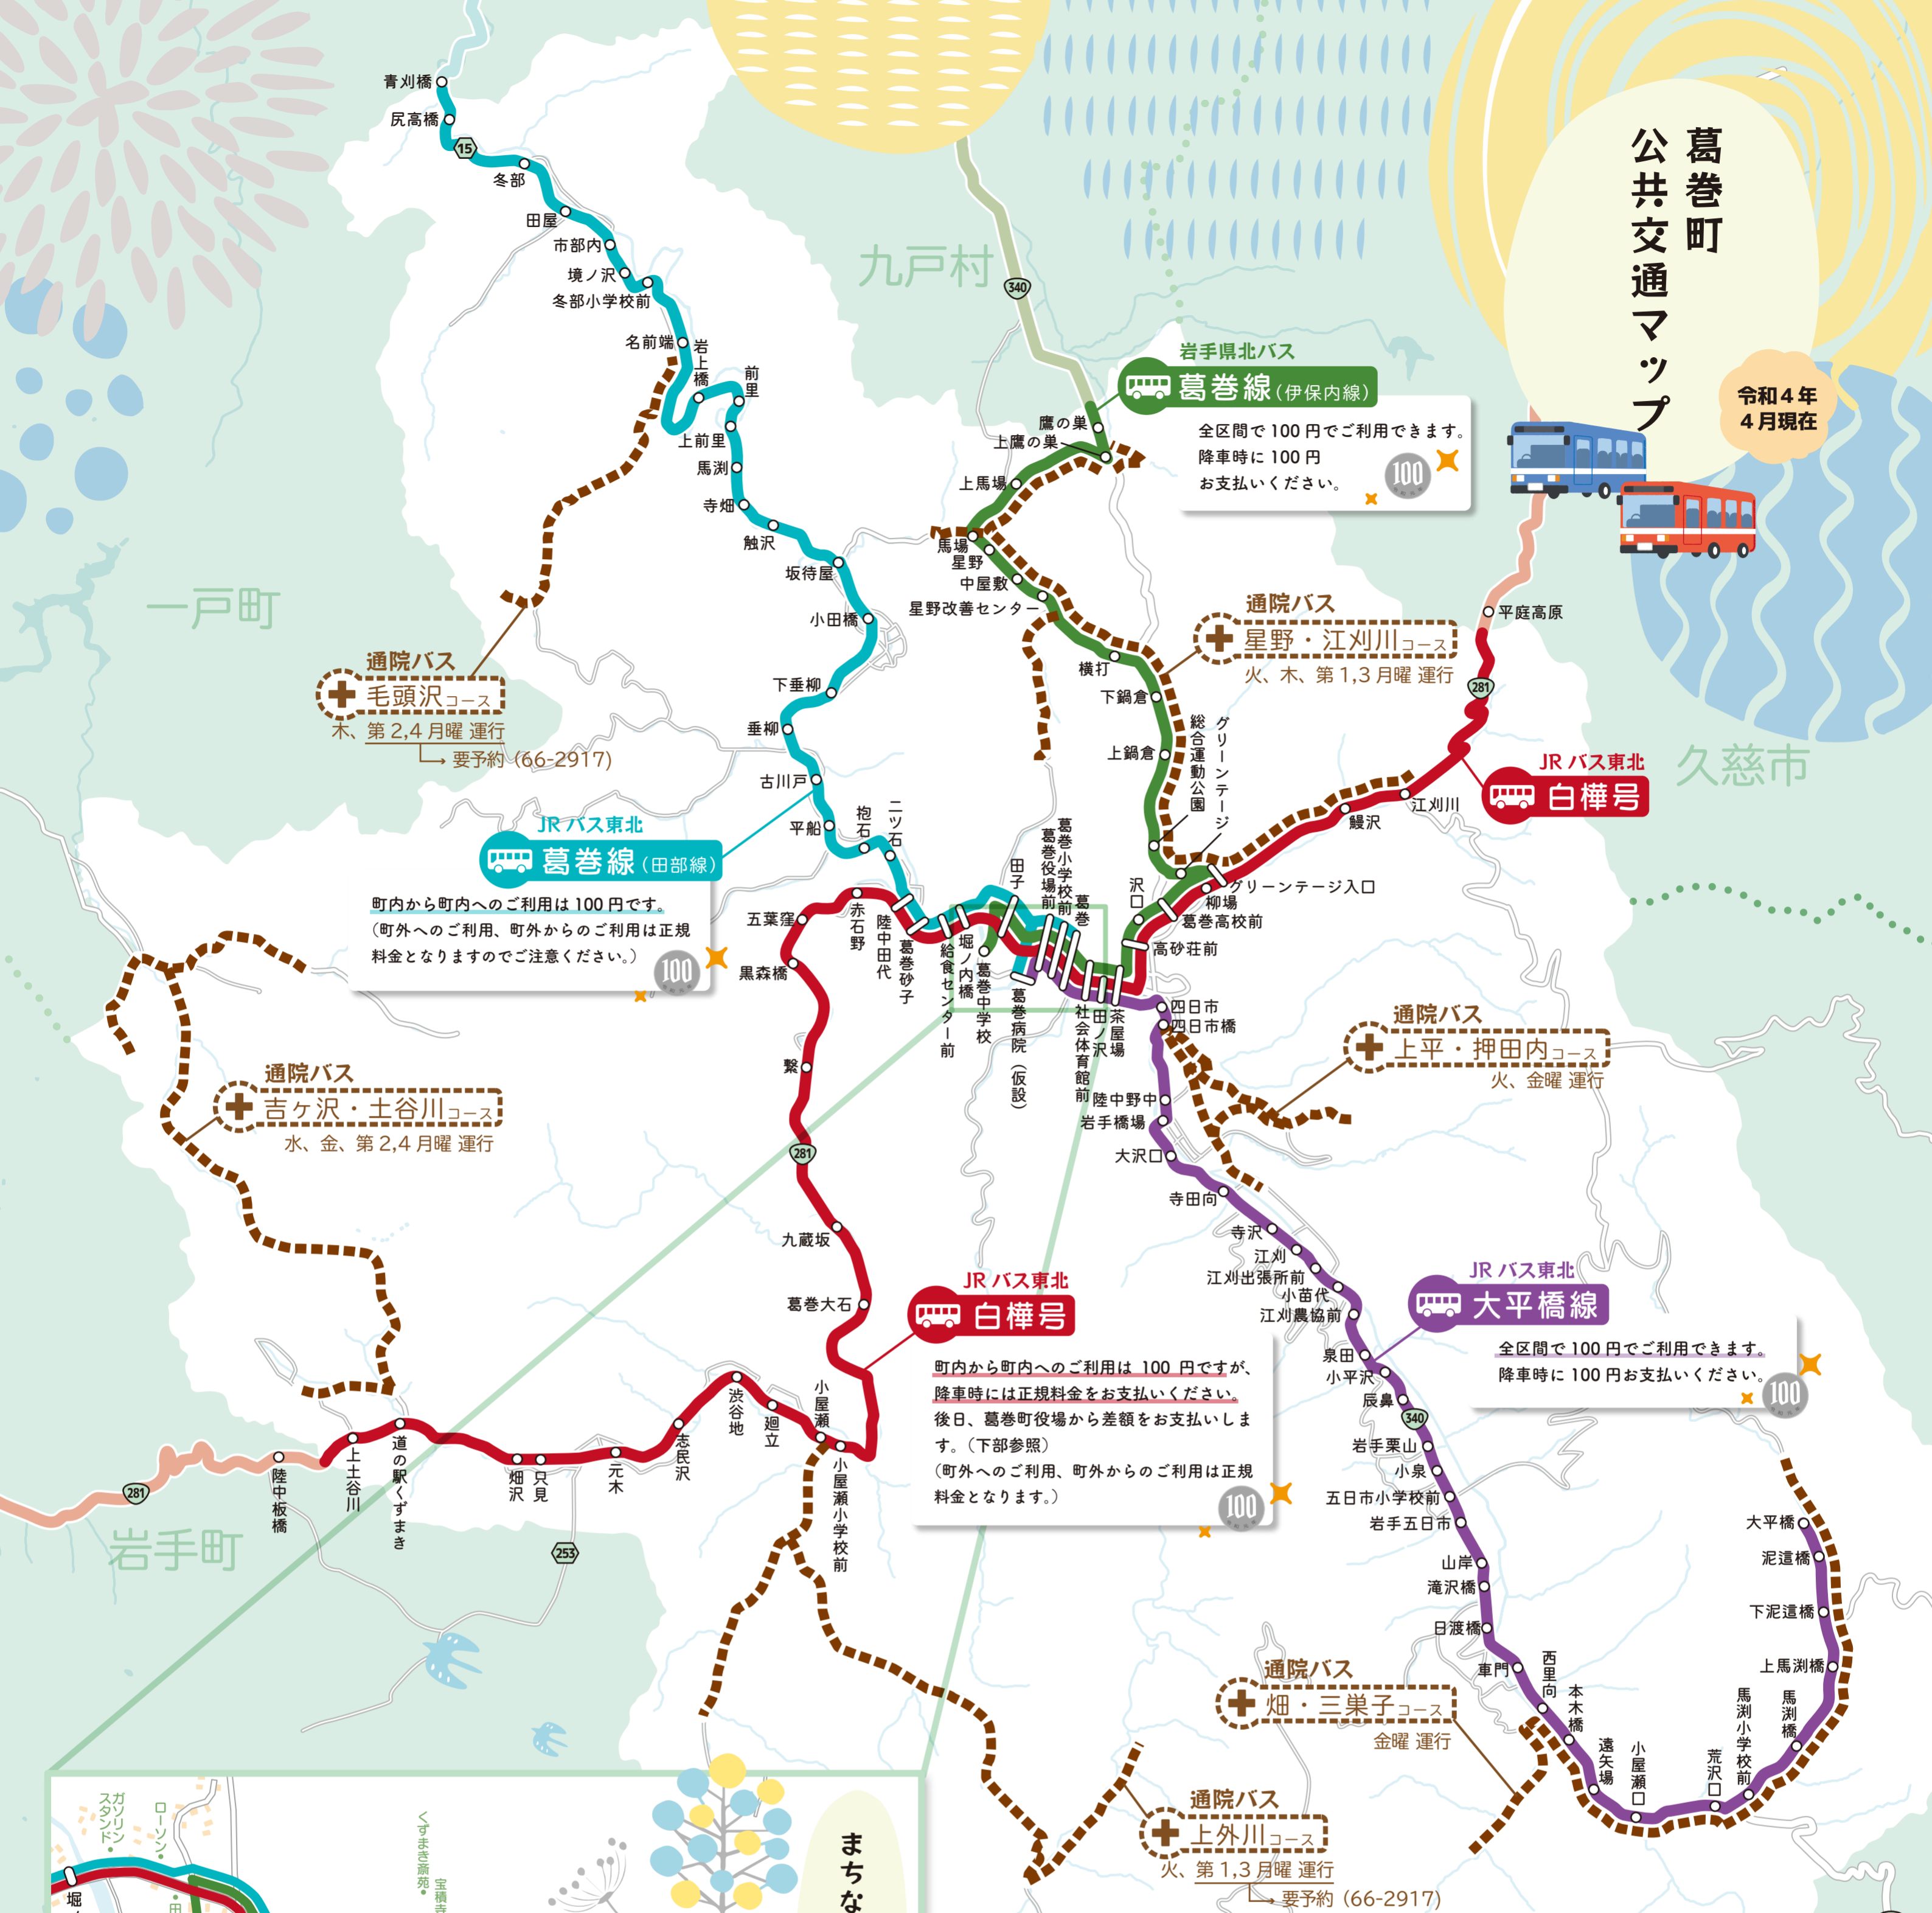 葛巻町
公共交通マップ
令和4年
4月現在
青刈橋
尻高橋
15
冬部
田屋
市部内
境ノ沢
冬部小学校前
名前端
岩上橋
前里
上前里
馬渕
寺畑
触沢
坂待屋
小田橋
下垂柳
垂柳
古川戸
平船
抱石
二ツ石
九戸村
340
一戸町
久慈市
岩手町
岩手県北バス
葛巻線(伊保内線)
全区間で100円でご利用できます。
降車時に100円
お支払いください。
100
鷹の巣
上鷹の巣
上馬場
馬場
星野
中屋敷
星野改善センター
横打
下鍋倉
上鍋倉
総合運動公園
グリーンテージ
通院バス
星野・江刈川コース
火、木、第1,3月曜 運行
平庭高原
281
JRバス東北
白樺号
江刈川
鰻沢
グリーンテージ入口
柳場
葛巻高校前
沢口
高砂荘前
通院バス
毛頭沢コース
木、第2,4月曜 運行
要予約(66-2917)
JRバス東北
葛巻線(田部線)
町内から町内へのご利用は100円です。
(町外へのご利用、町外からのご利用は正規
料金となりますのでご注意ください。)
100
田子
葛巻役場前
葛巻小学校前
葛巻
五葉窪
赤石野
陸中田代
葛巻砂子
給食センター前
堀ノ内橋
葛巻中学校
葛巻病院(仮設)
社会体育館前
田ノ沢
茶屋場
黒森橋
繋
281
九蔵坂
葛巻大石
四日市
四日市橋
陸中野中
岩手橋場
大沢口
寺田向
寺沢
江刈
江刈出張所前
小苗代
江刈農協前
泉田
小平沢
辰鼻
340
岩手栗山
小泉
五日市小学校前
岩手五日市
山岸
滝沢橋
日渡橋
車門
西里向
本木橋
遠矢場
小屋瀬口
荒沢口
馬渕小学校前
馬渕橋
上馬渕橋
下泥這橋
泥這橋
大平橋
通院バス
上平・押田内コース
火、金曜 運行
通院バス
吉ヶ沢・土谷川コース
水、金、第2,4月曜 運行
JRバス東北
白樺号
町内から町内へのご利用は 100 円ですが、
降車時には正規料金をお支払いください。
後日、葛巻町役場から差額をお支払いしま
す。(下部参照)
(町外へのご利用、町外からのご利用は正規
料金となります。)
100
JRバス東北
大平橋線
全区間で100円でご利用できます。
降車時に100円お支払いください。
100
小屋瀬
小屋瀬小学校前
廻立
渋谷地
志民沢
元木
只見
畑沢
道の駅くずまき
上土谷川
陸中板橋
281
253
通院バス
畑・三巣子コース
金曜 運行
通院バス
上外川コース
火、第1,3月曜 運行
要予約(66-2917)
ガソリン
スタンド
ローソン
くずまき斎苑
宝積寺
堀
田
まちな